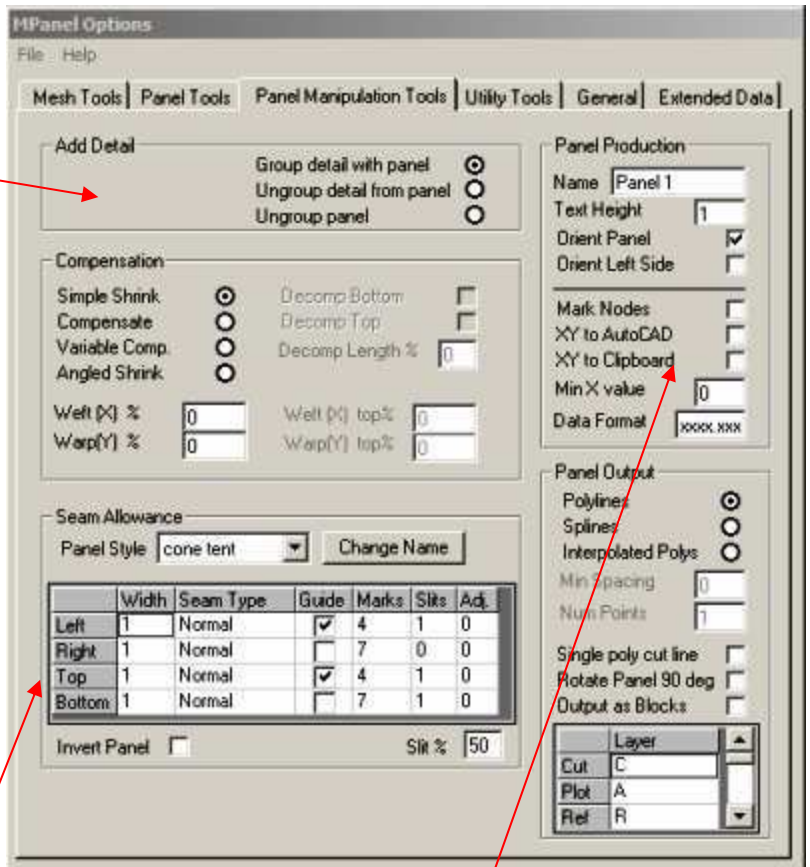 MPanel Options
File Help
Mesh Tools Panel Tools Panel Manipulation Tools Utility Tools General Extended Data
Add Detail
Group detail with panel
Ungroup detail from panel
Ungroup panel
Compensation
Simple Shrink Decomp Bottom
Compensate Decomp Top
Variable Comp. Decomp Length % 0
Angled Shrink
Weft (X) % 0 Weft (X) top% 0
Warp(Y) % 0 Warp(Y) top% 0
Seam Allowance
Panel Style cone tent Change Name
Width Seam Type Guide Marks Slits Adj.
Left 1 Normal 4 1 0
Right 1 Normal 7 0 0
Top 1 Normal 4 1 0
Bottom 1 Normal 7 1 0
Invert Panel Slit % 50
Panel Production
Name Panel 1
Text Height 1
Orient Panel
Orient Left Side
Mark Nodes
XY to AutoCAD
XY to Clipboard
Min X value 0
Data Format xxxx.xxx
Panel Output
Polylines
Splines
Interpolated Polys
Min Spacing 0
Num Points 1
Single poly cut line
Rotate Panel 90 deg
Output as Blocks
Layer
Cut C
Plot A
Ref R